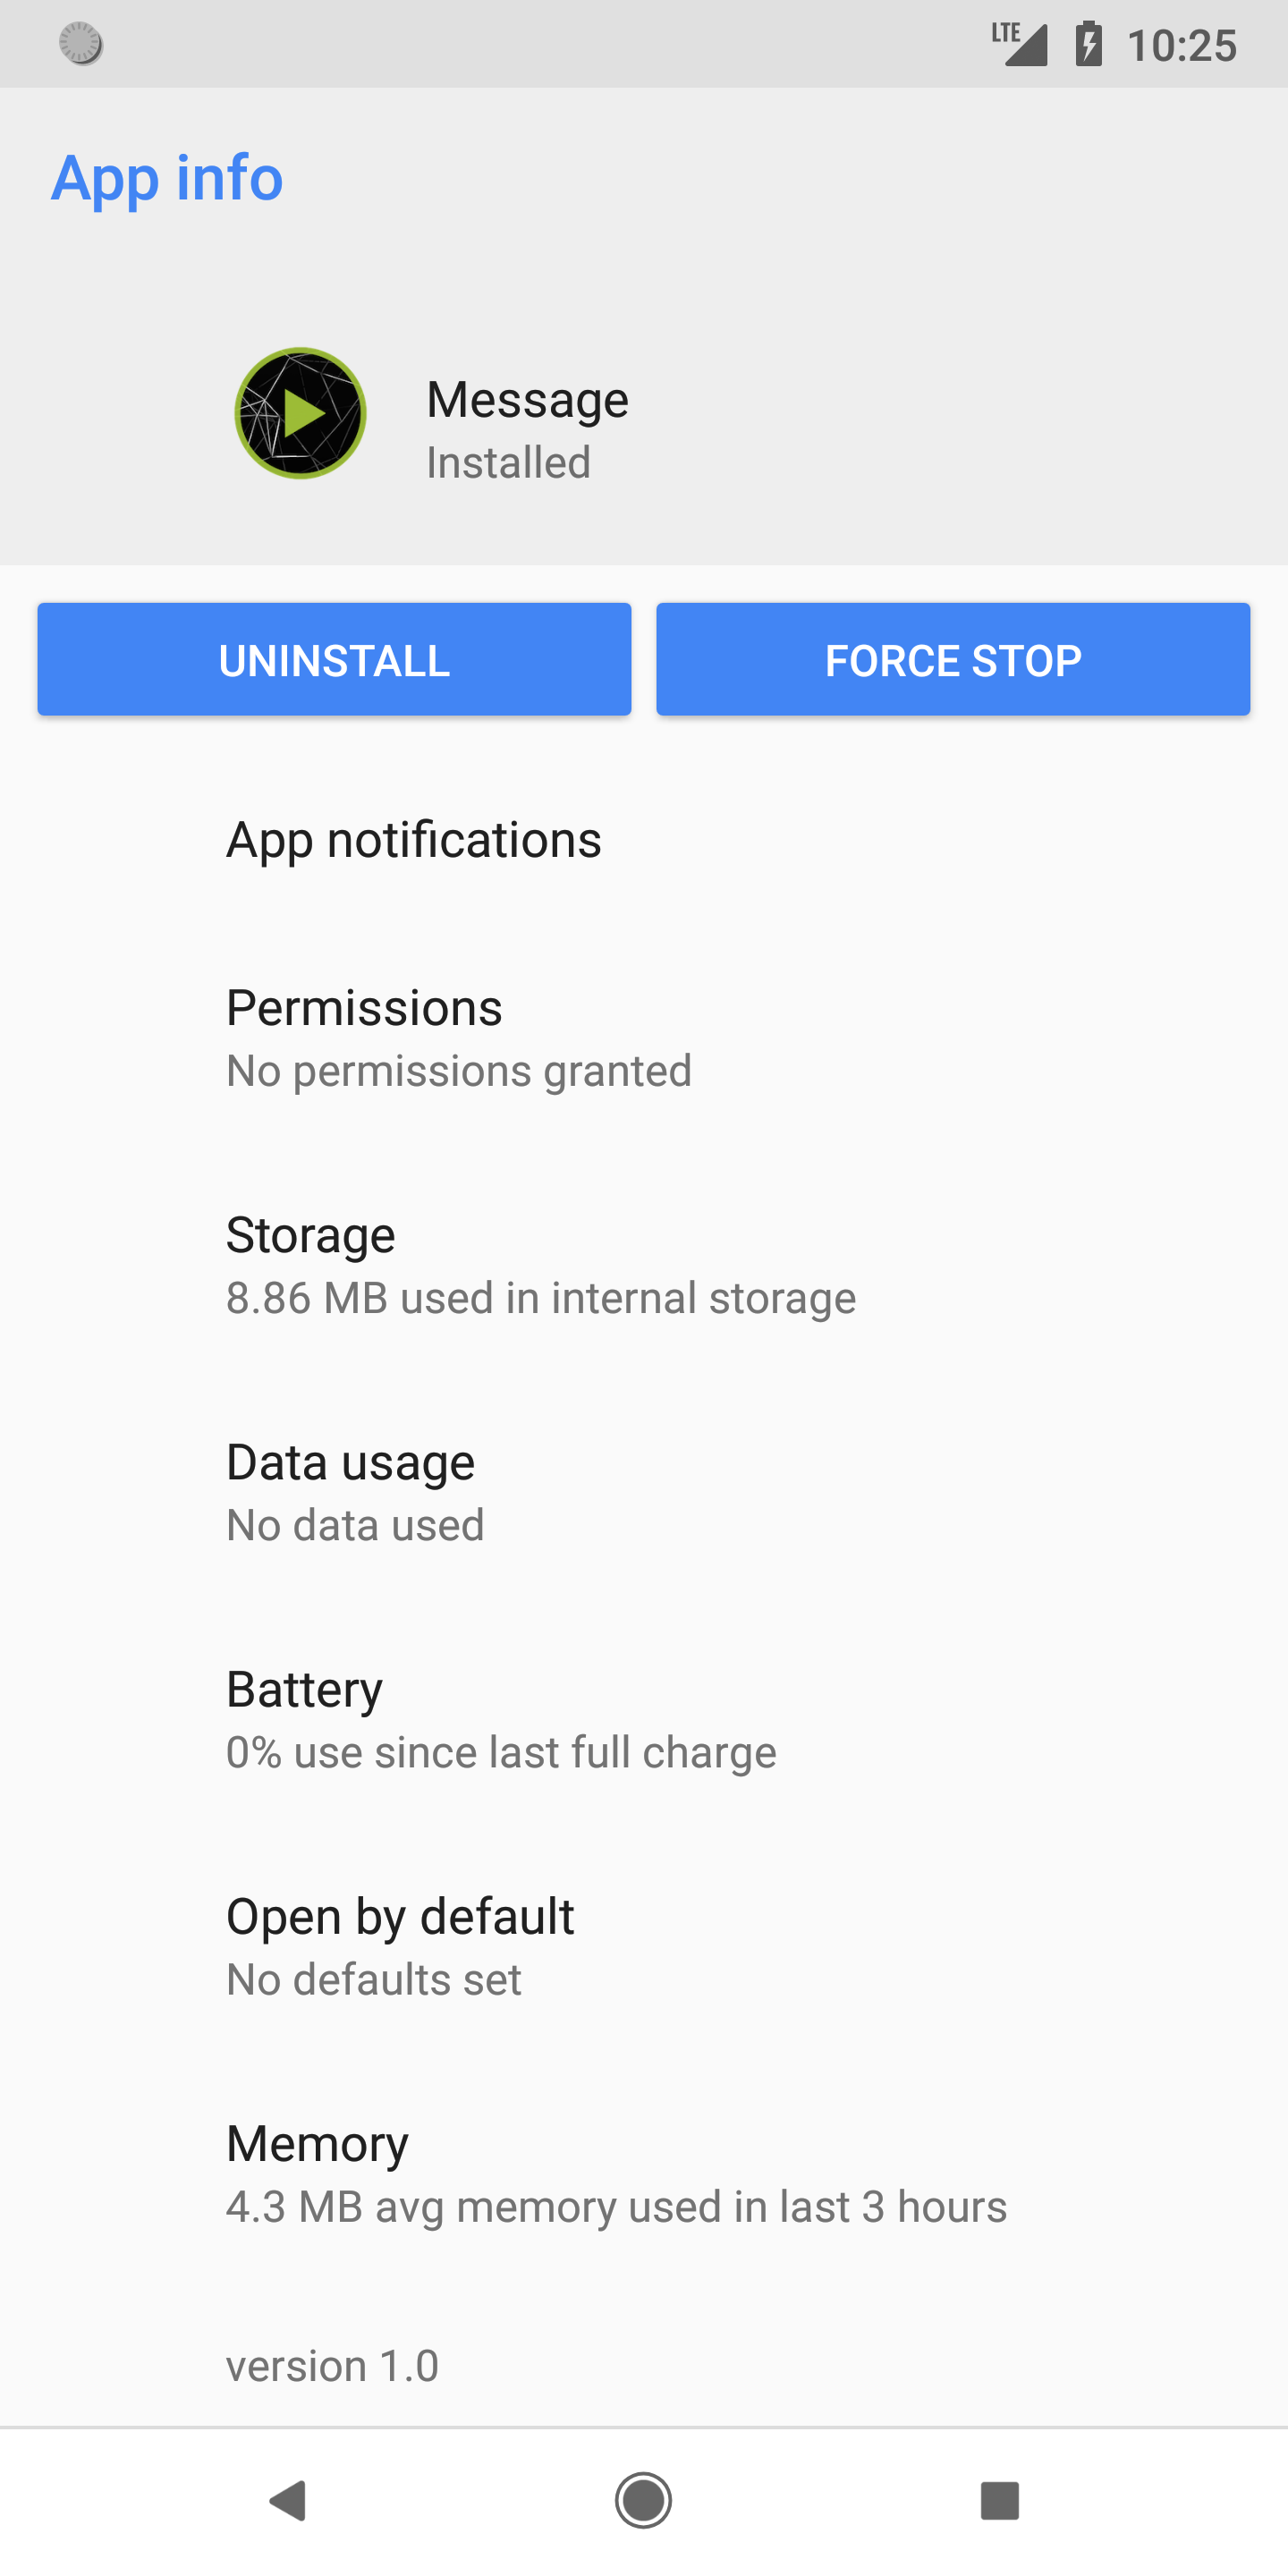 LTE 10:25
App info
Message
Installed
UNINSTALL FORCE STOP
App notifications
Permissions
No permissions granted
Storage
8.86 MB used in internal storage
Data usage
No data used
Battery
0% use since last full charge
Open by default
No defaults set
Memory
4.3 MB avg memory used in last 3 hours
version 1.0